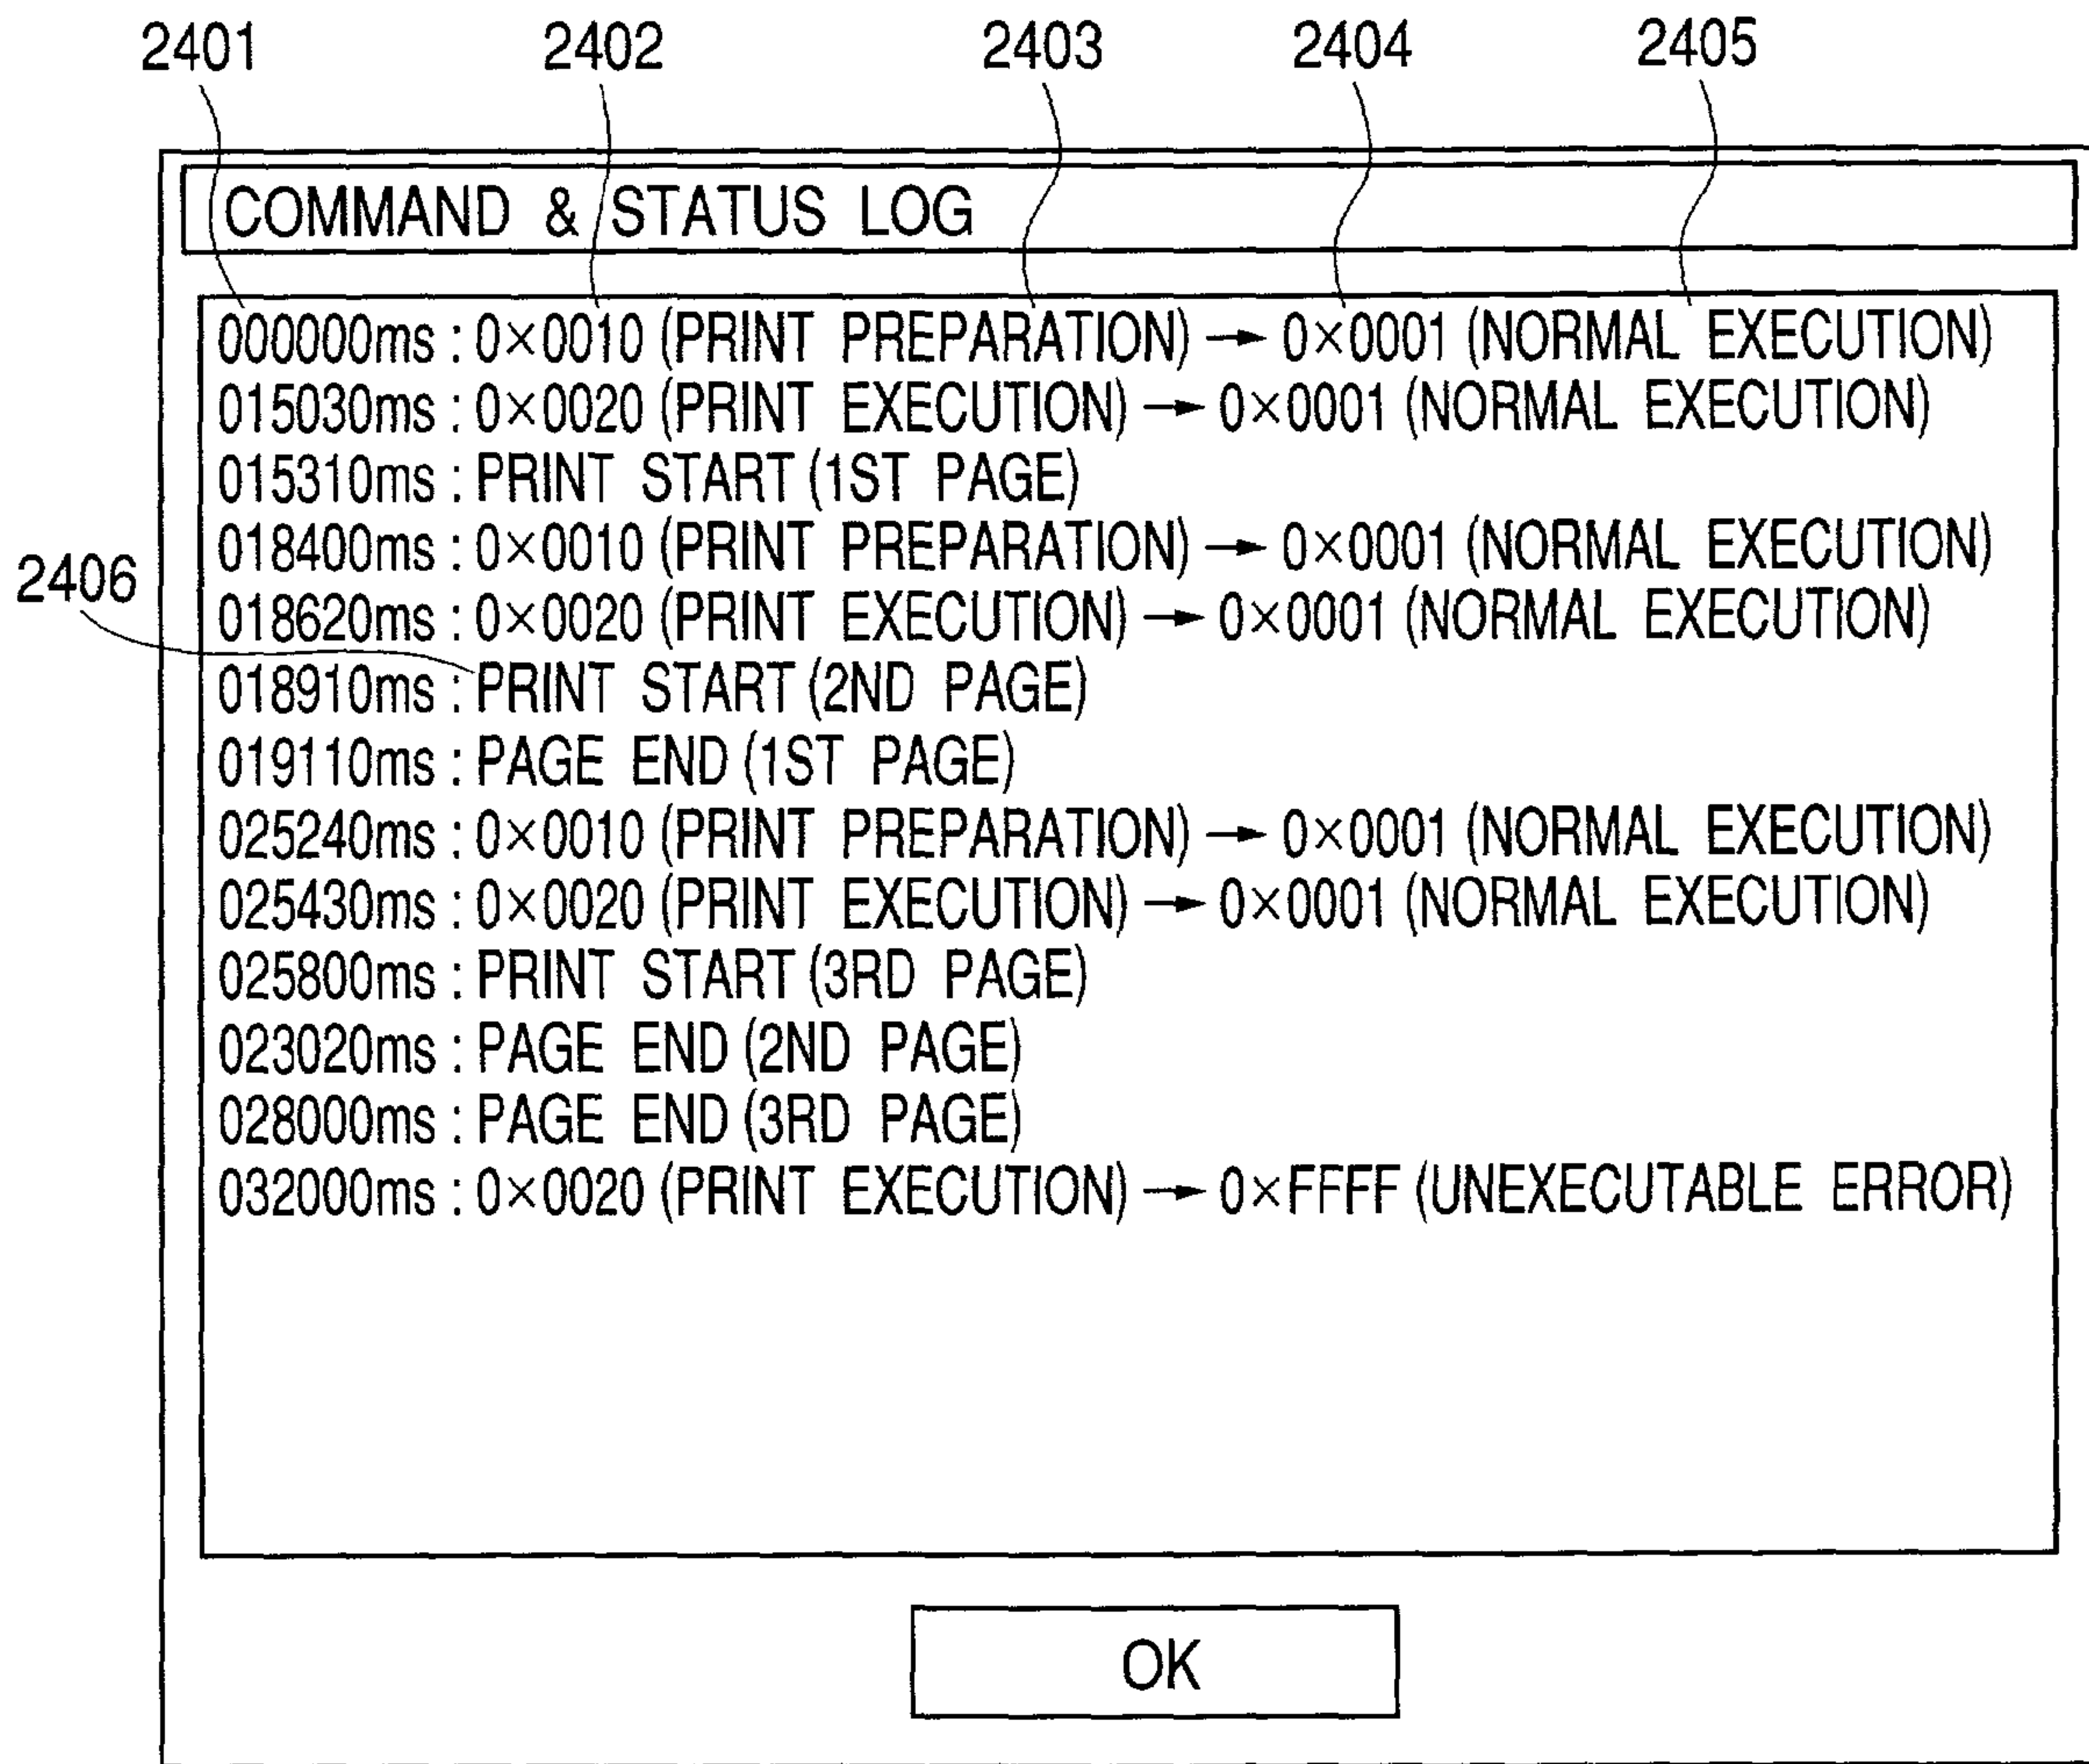 2401 2402 2403 2404 2405
COMMAND & STATUS LOG
000000ms : 0×0010 (PRINT PREPARATION) → 0×0001 (NORMAL EXECUTION)
015030ms : 0×0020 (PRINT EXECUTION) → 0×0001 (NORMAL EXECUTION)
015310ms : PRINT START (1ST PAGE)
018400ms : 0×0010 (PRINT PREPARATION) → 0×0001 (NORMAL EXECUTION)
2406
018620ms : 0×0020 (PRINT EXECUTION) → 0×0001 (NORMAL EXECUTION)
018910ms : PRINT START (2ND PAGE)
019110ms : PAGE END (1ST PAGE)
025240ms : 0×0010 (PRINT PREPARATION) → 0×0001 (NORMAL EXECUTION)
025430ms : 0×0020 (PRINT EXECUTION) → 0×0001 (NORMAL EXECUTION)
025800ms : PRINT START (3RD PAGE)
023020ms : PAGE END (2ND PAGE)
028000ms : PAGE END (3RD PAGE)
032000ms : 0×0020 (PRINT EXECUTION) → 0×FFFF (UNEXECUTABLE ERROR)
OK